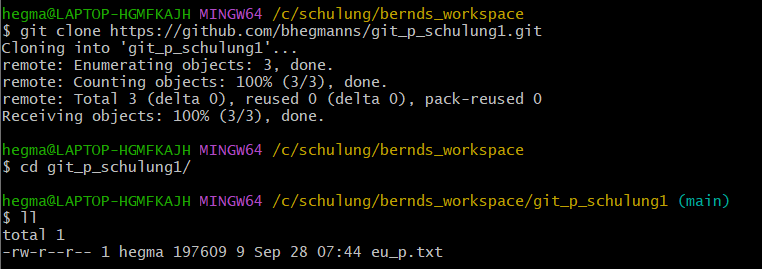 hegma@LAPTOP-HGMFKAJH MINGW64 /c/schulung/bernds_workspace
$ git clone https://github.com/bhegmanns/git_p_schulung1.git
Cloning into 'git_p_schulung1'...
remote: Enumerating objects: 3, done.
remote: Counting objects: 100% (3/3), done.
remote: Total 3 (delta 0), reused 0 (delta 0), pack-reused 0
Receiving objects: 100% (3/3), done.
hegma@LAPTOP-HGMFKAJH MINGW64 /c/schulung/bernds_workspace
$ cd git_p_schulung1/
hegma@LAPTOP-HGMFKAJH MINGW64 /c/schulung/bernds_workspace/git_p_schulung1 (main)
$ ll
total 1
-rw-r--r-- 1 hegma 197609 9 Sep 28 07:44 eu_p.txt